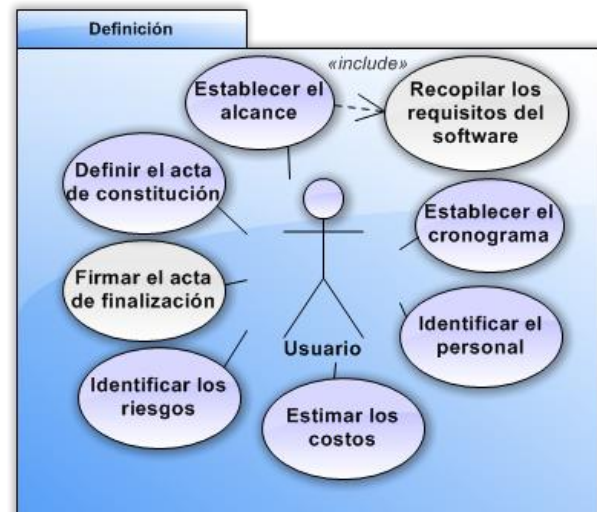 Definición
«include»
Establecer el
alcance
Recopilar los
requisitos del
software
Definir el acta
de constitución
Establecer el
cronograma
Firmar el acta
de finalización
Identificar el
personal
Usuario
Identificar los
riesgos
Estimar los
costos